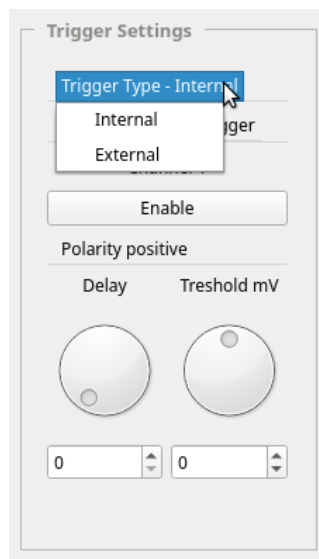 Trigger Settings
Trigger Type - Internal
Internal
External
Enable
Polarity positive
Delay
Treshold mV
0
0